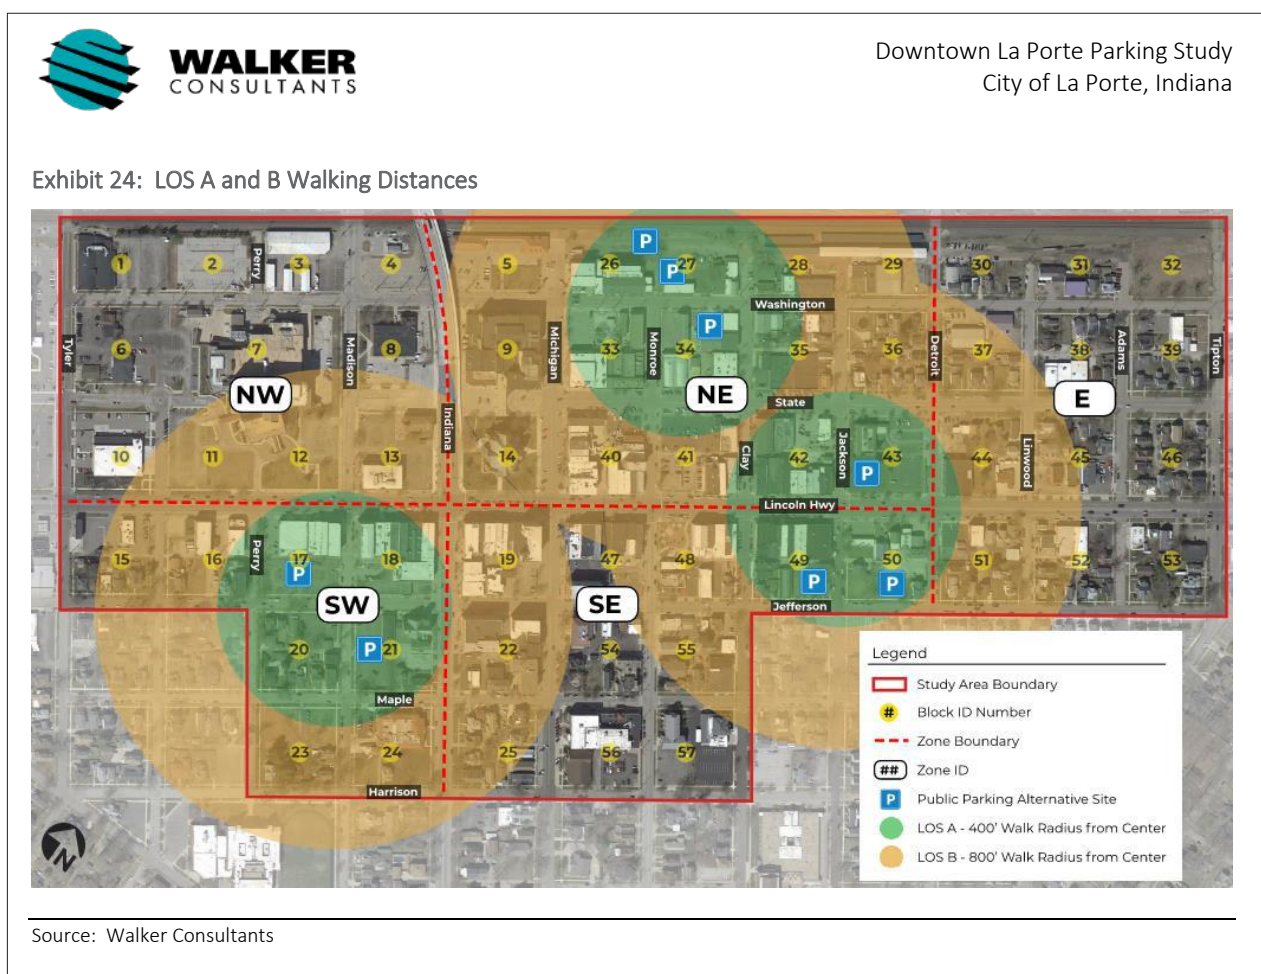 WALKER
CONSULTANTS
Downtown La Porte Parking Study
City of La Porte, Indiana
Exhibit 24: LOS A and B Walking Distances
1
2
Perry
3
4
5
26
P
P
27
28
29
30
31
32
Washington
Tyler
6
7
Madison
8
9
Michigan
33
Monroe
34
P
35
36
Detroit
37
38
Adams
39
Tipton
NW
NE
E
State
Indiana
10
11
12
13
14
40
41
Clay
42
Jackson
P
43
44
Linwood
45
46
Lincoln Hwy
15
16
Perry
17
P
18
19
47
48
49
P
50
P
51
52
53
SW
SE
Jefferson
20
P
21
22
54
55
Maple
23
24
25
56
57
Harrison
N
Legend
Study Area Boundary
# Block ID Number
Zone Boundary
## Zone ID
P Public Parking Alternative Site
LOS A - 400' Walk Radius from Center
LOS B - 800' Walk Radius from Center
Source: Walker Consultants